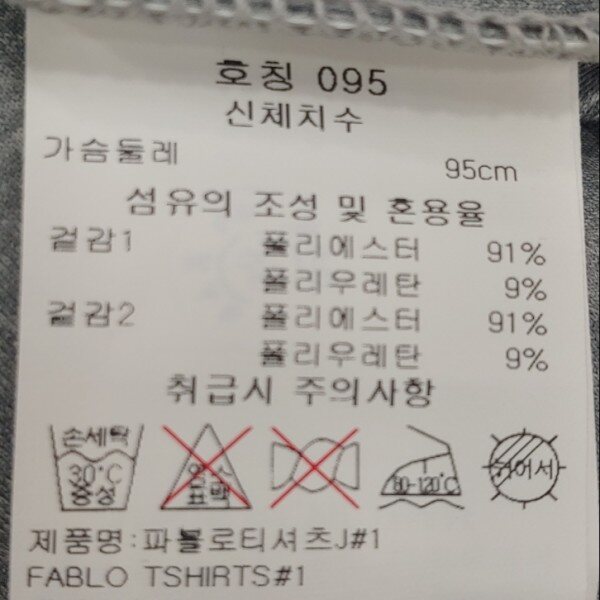 호칭 095
신체치수
가슴둘레 95cm
섬유의 조성 및 혼용율
겉감1 폴리에스터 91%
폴리우레탄 9%
겉감2 폴리에스터 91%
폴리우레탄 9%
취급시 주의사항
손세탁
30°C
중성
염소
표백
80~120°C
뉘어서
제품명:파블로티셔츠J#1
FABLO TSHIRTS#1